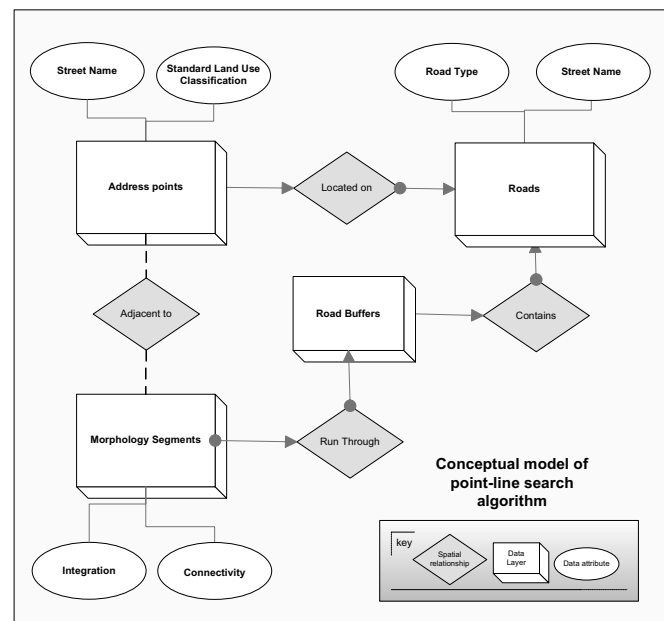 Street Name
Standard Land Use
Classification
Road Type
Street Name
Address points
Located on
Roads
Adjacent to
Road Buffers
Contains
Morphology Segments
Run Through
Integration
Connectivity
Conceptual model of
point-line search
algorithm
key
Spatial
relationship
Data
Layer
Data attribute